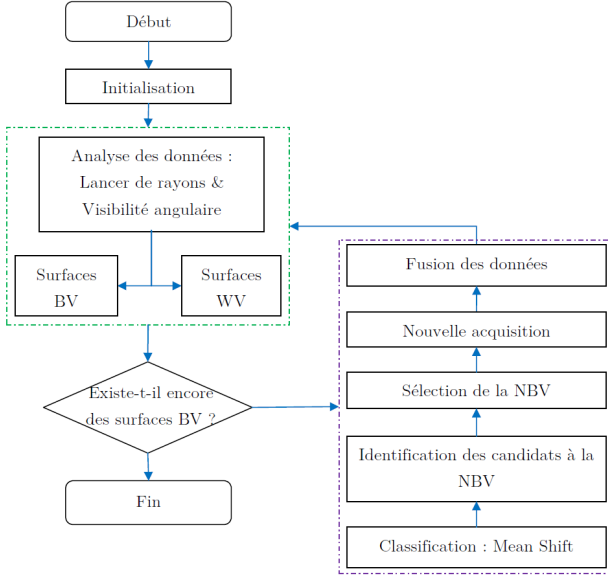 Début
Initialisation
Analyse des données :
Lancer de rayons &
Visibilité angulaire
Surfaces
BV
Surfaces
WV
Existe-t-il encore
des surfaces BV ?
Fin
Fusion des données
Nouvelle acquisition
Sélection de la NBV
Identification des candidats à la
NBV
Classification : Mean Shift